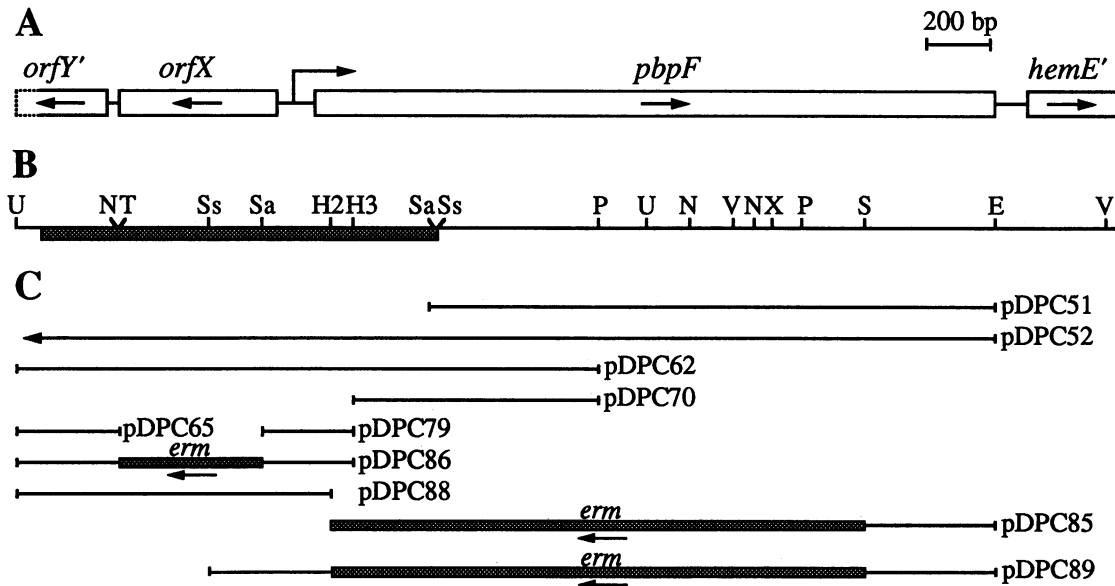 A
200 bp
orfY' orfX pbpF hemE'
B
U NT Ss Sa H2H3 SaSs P U N V N X P S E V
C
pDPC51
pDPC52
pDPC62
pDPC70
pDPC65 pDPC79
erm
pDPC86
pDPC88
erm
pDPC85
erm
pDPC89